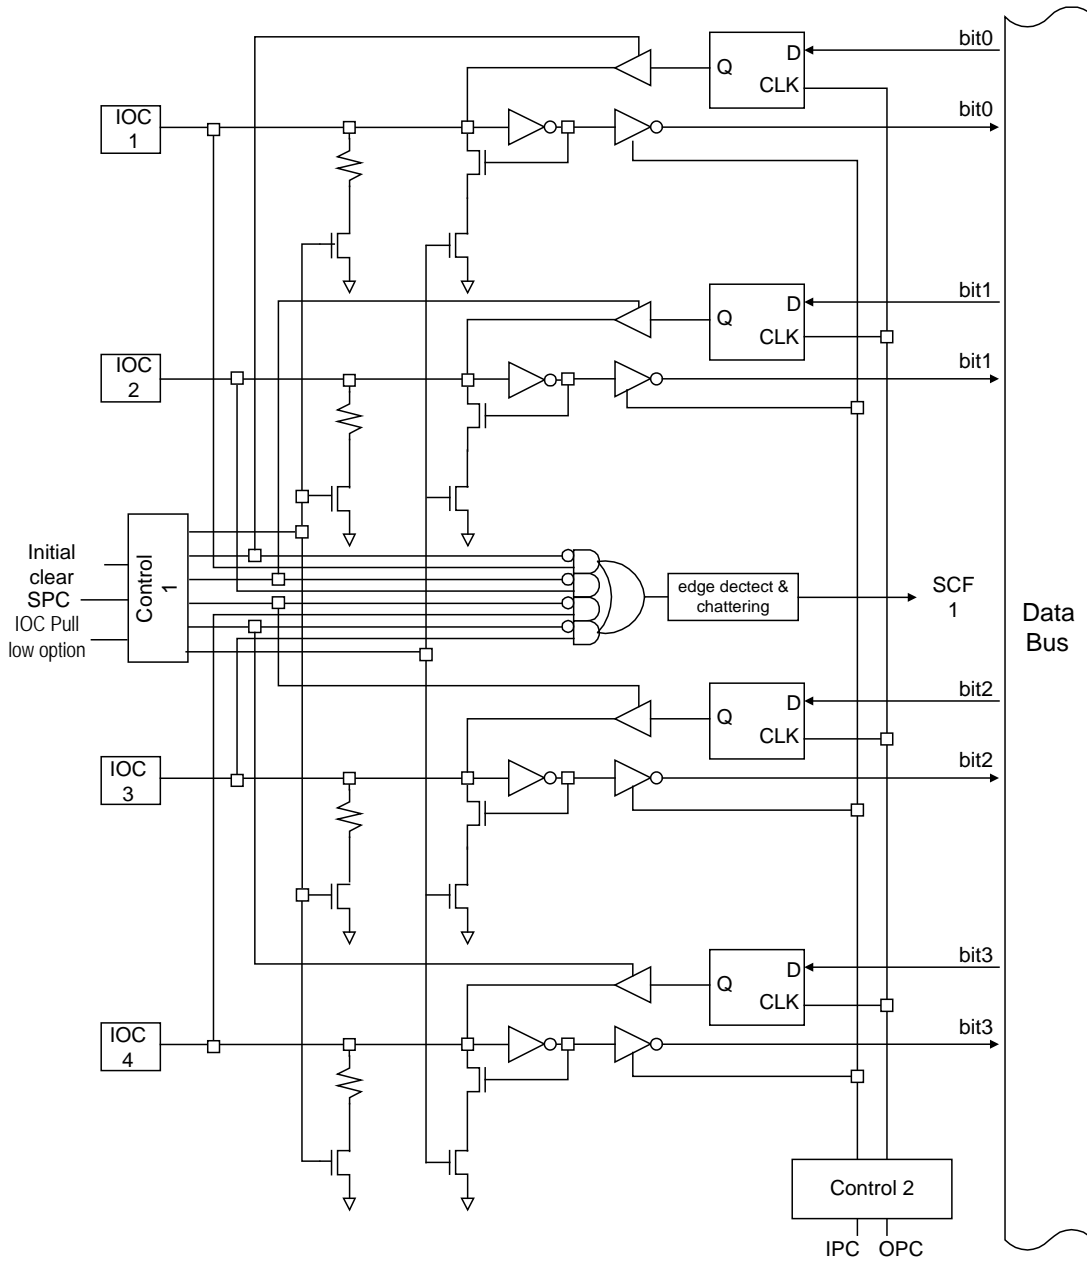 bit0
D
Q
CLK
IOC
1
bit0
bit1
D
Q
CLK
IOC
2
bit1
Initial
clear
SPC
IOC Pull
low option
Control
1
edge dectect &
chattering
SCF
1
Data
Bus
bit2
D
Q
CLK
IOC
3
bit2
bit3
D
Q
CLK
IOC
4
bit3
Control 2
IPC OPC